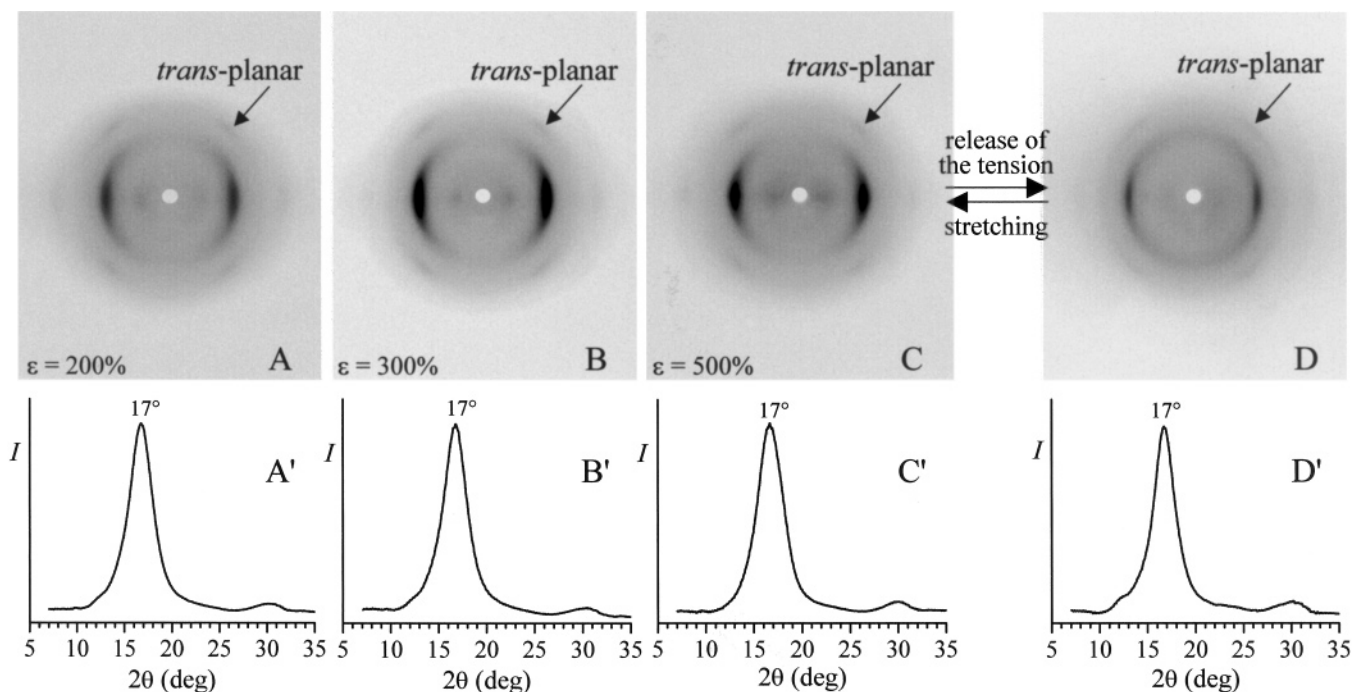 trans-planar
trans-planar
trans-planar
trans-planar
release of
the tension
stretching
ε = 200%
A
ε = 300%
B
ε = 500%
C
D
17°
I
A'
5 10 15 20 25 30 35
2θ (deg)
17°
I
B'
5 10 15 20 25 30 35
2θ (deg)
17°
I
C'
5 10 15 20 25 30 35
2θ (deg)
17°
I
D'
5 10 15 20 25 30 35
2θ (deg)